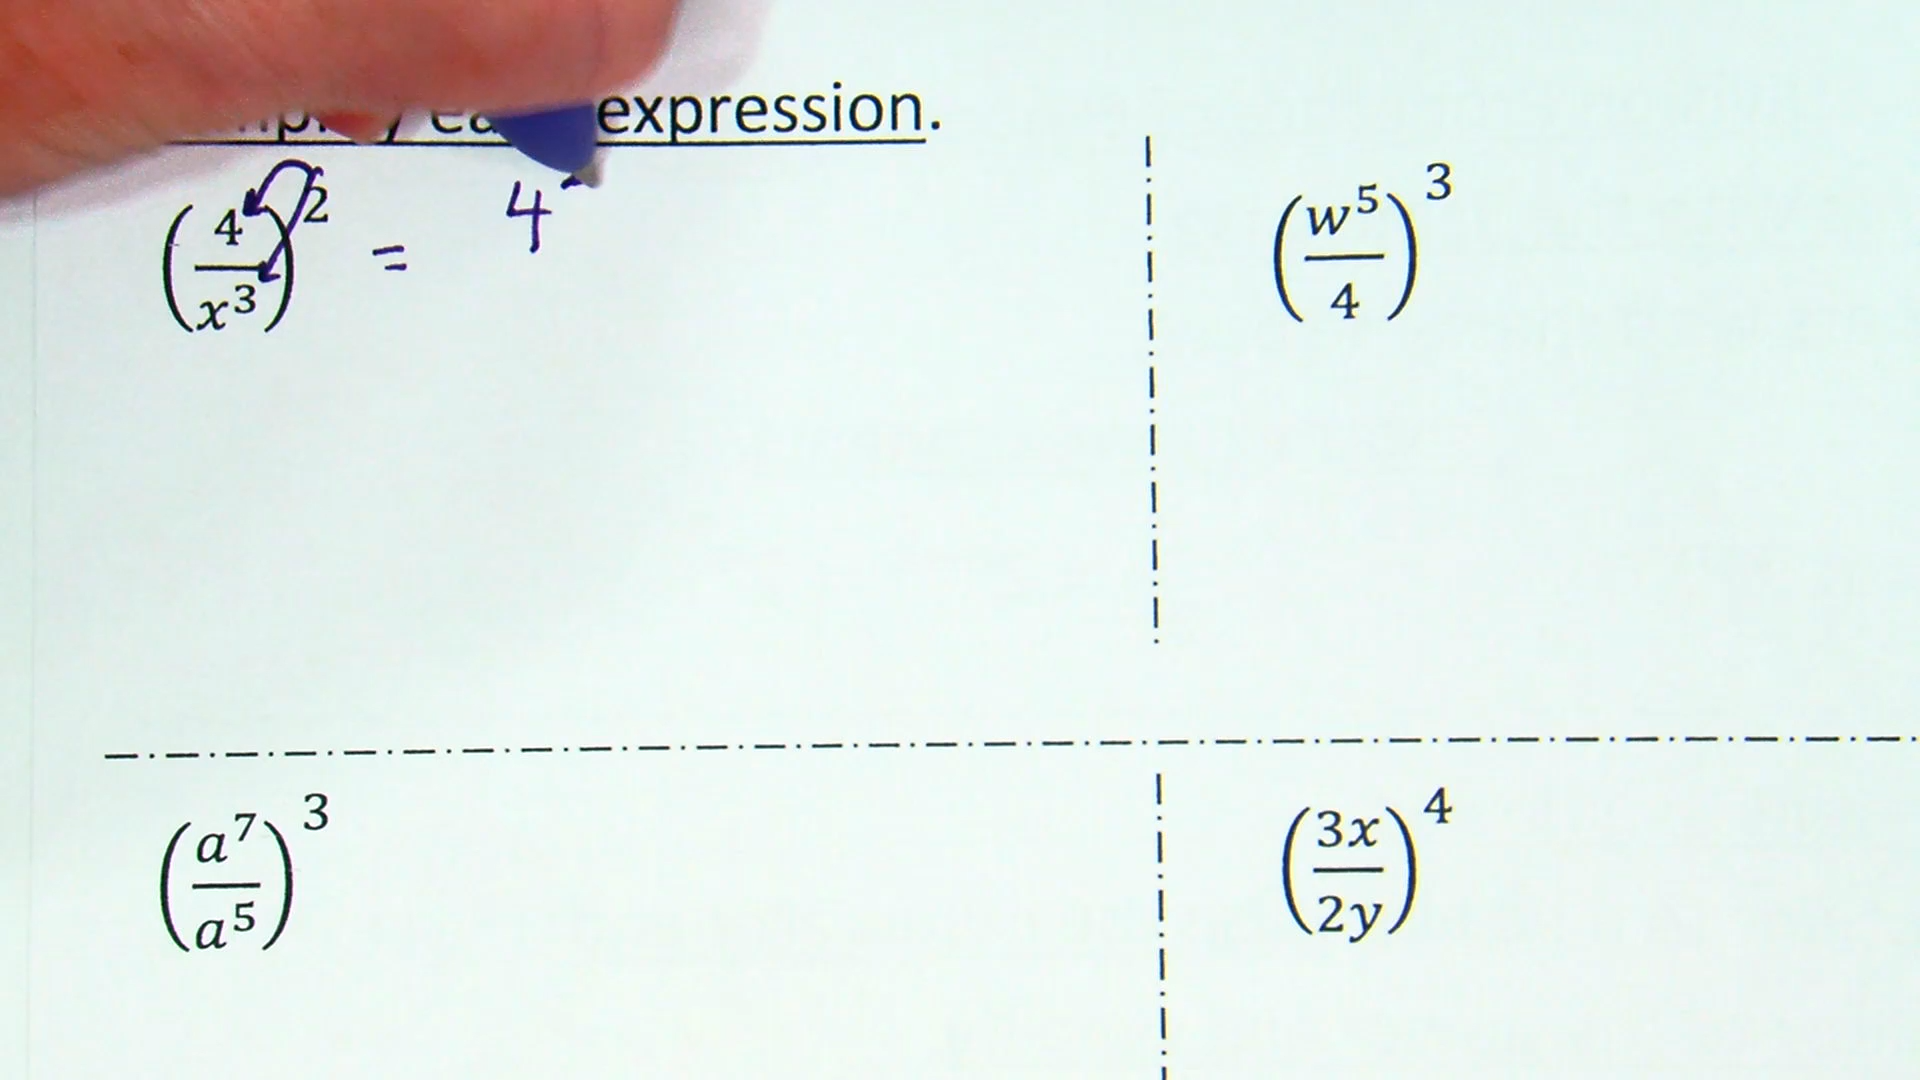 expression.
(4/x³)² = 4
(w⁵/4)³
(a⁷/a⁵)³
(3x/2y)⁴